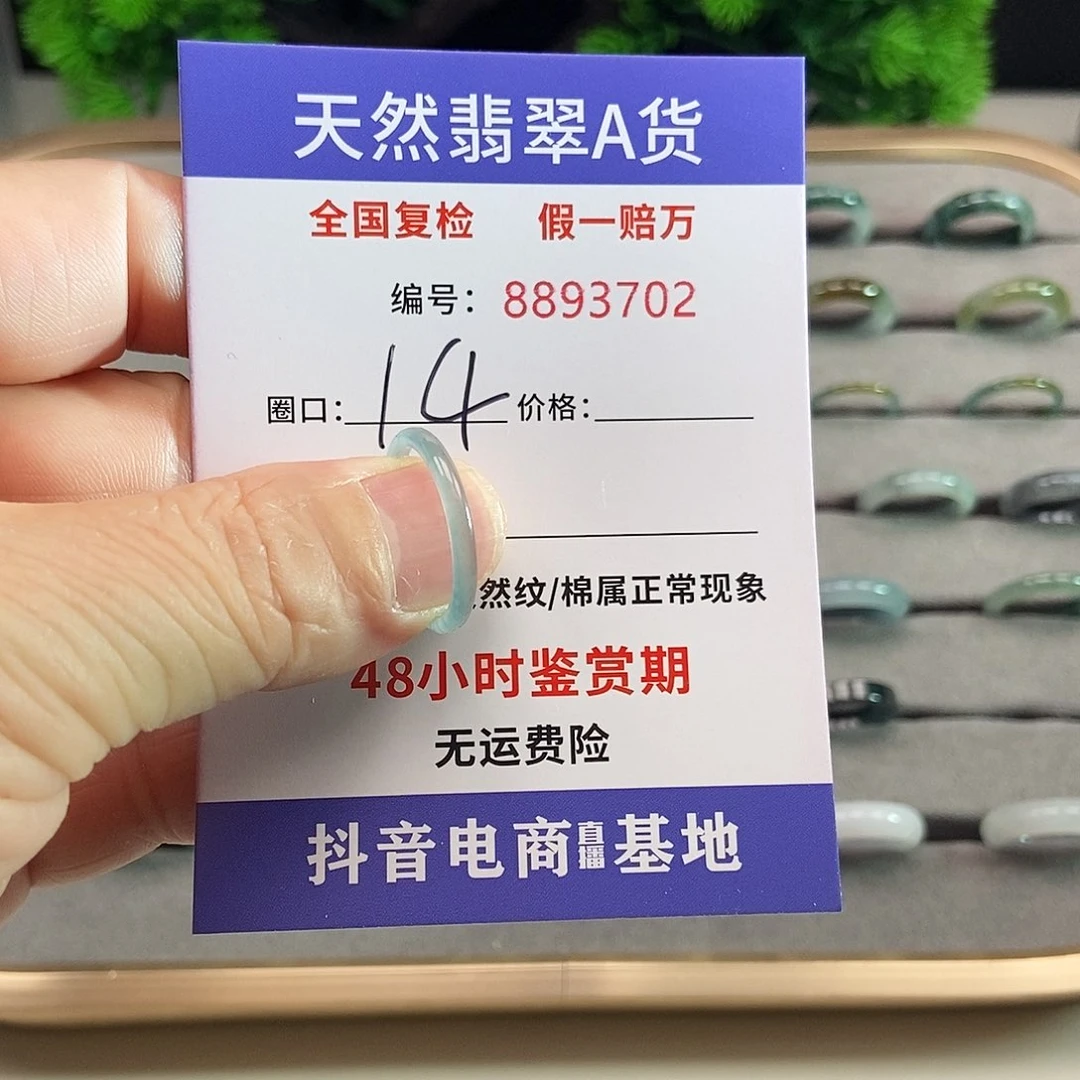 天然翡翠A货
全国复检 假一赔万
编号：8893702
圈口：14 价格：
然纹/棉属正常现象
48小时鉴赏期
无运费险
抖音电商直播基地